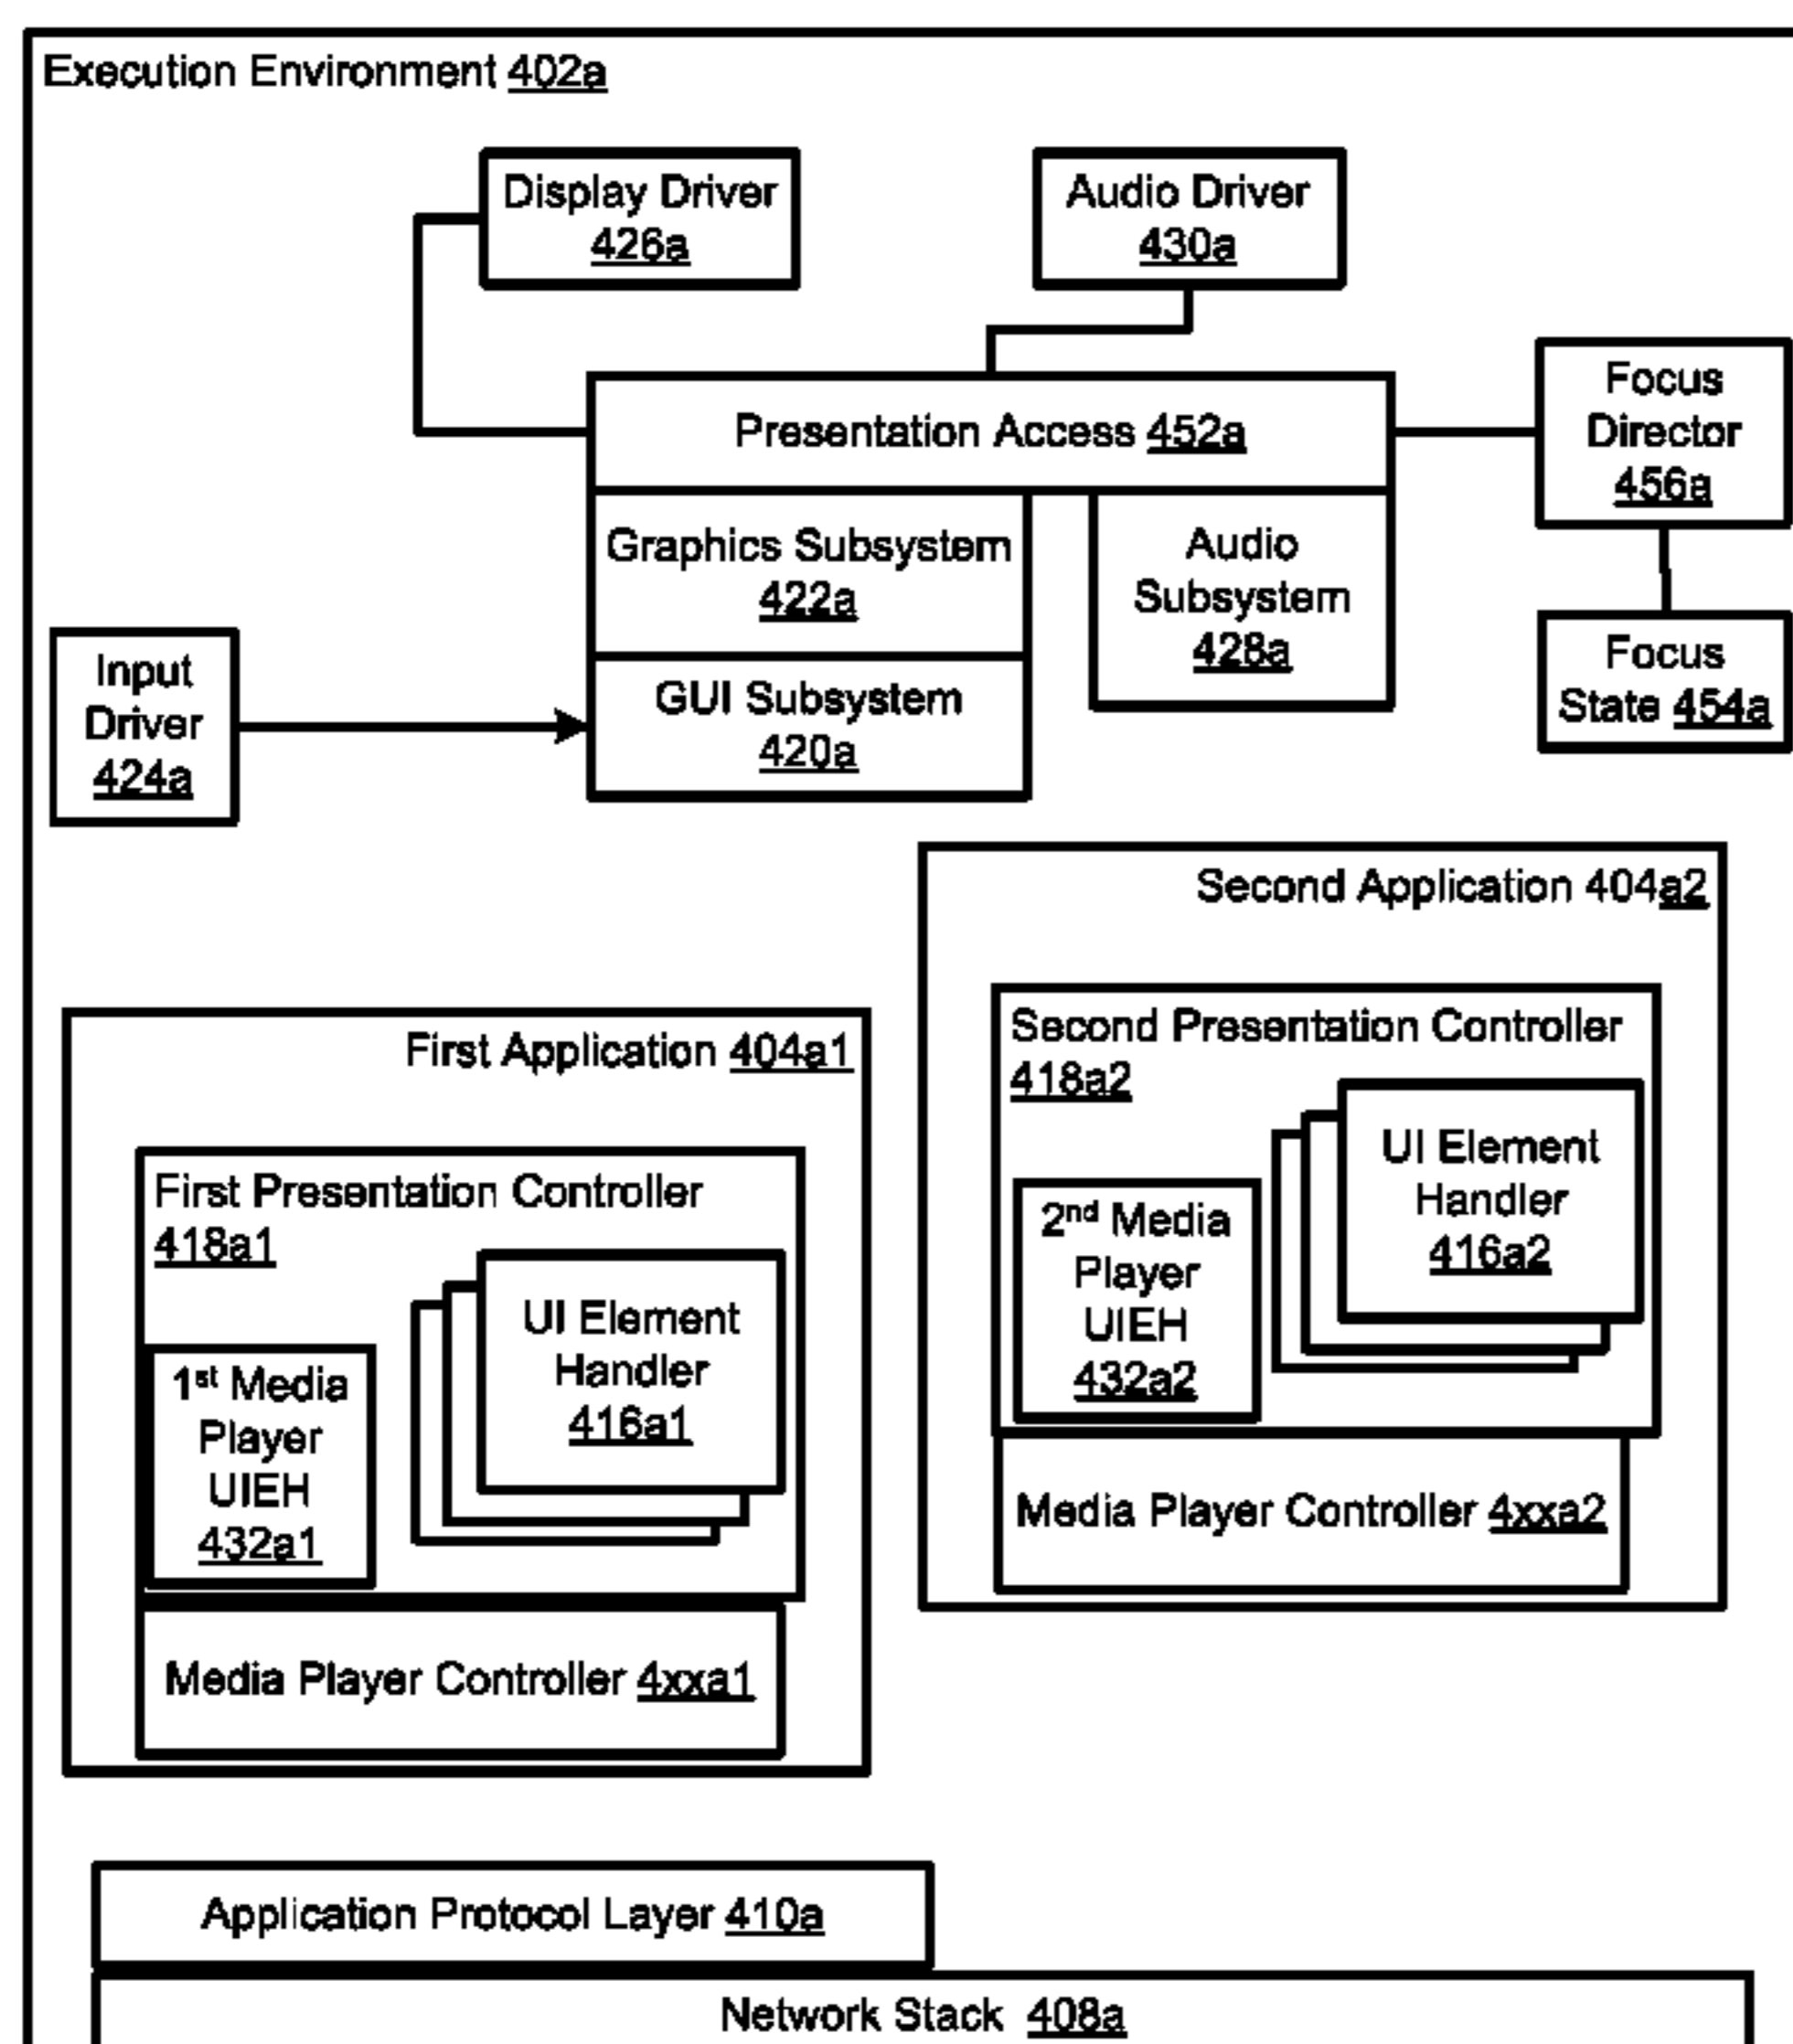 Execution Environment 402a
Display Driver
426a
Audio Driver
430a
Presentation Access 452a
Focus
Director
456a
Graphics Subsystem
422a
Audio
Subsystem
428a
Focus
State 454a
Input
Driver
424a
GUI Subsystem
420a
Second Application 404a2
Second Presentation Controller
418a2
UI Element
Handler
416a2
2nd Media
Player
UIEH
432a2
Media Player Controller 4xxa2
First Application 404a1
First Presentation Controller
418a1
UI Element
Handler
416a1
1st Media
Player
UIEH
432a1
Media Player Controller 4xxa1
Application Protocol Layer 410a
Network Stack 408a